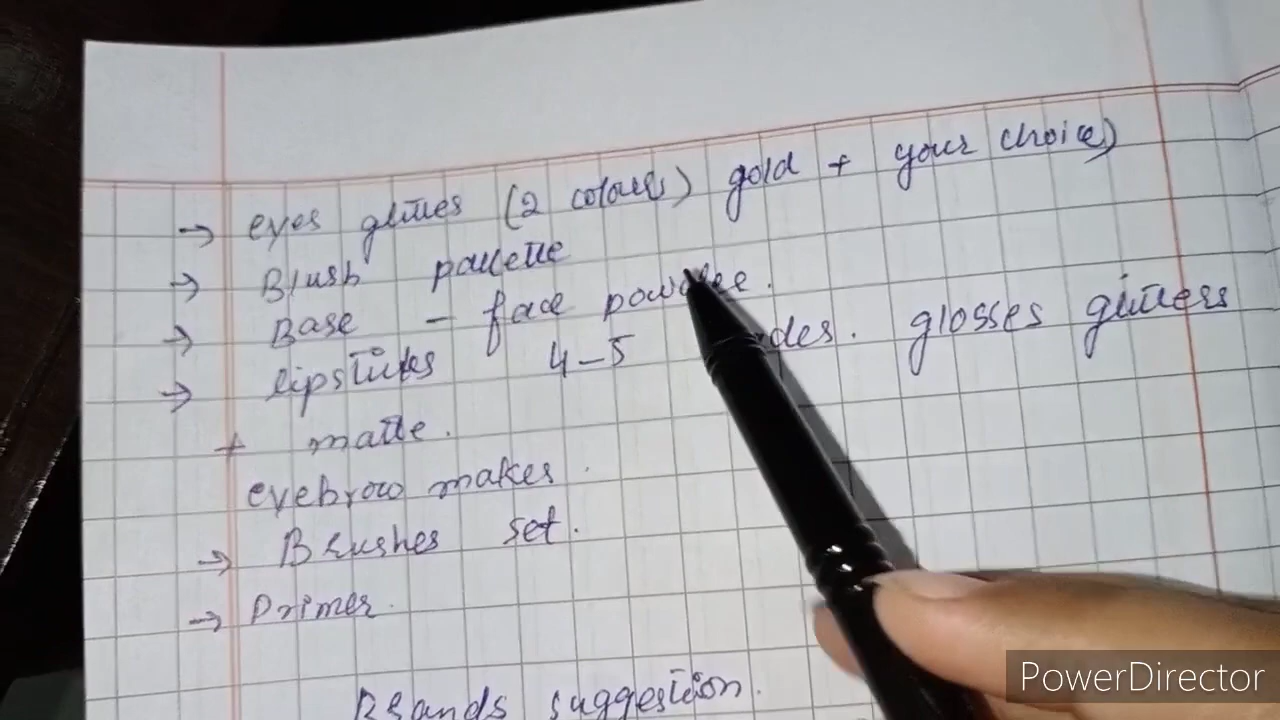 → eyes glitters (2 colours) gold + your choice)
→ Blush pallette
→ Base - face powder.
→ lipsticks 4-5 glosses glitters
+ matte.
eyebrow makes.
→ Brushes set.
→ Primer.
Brands suggestion.
PowerDirector